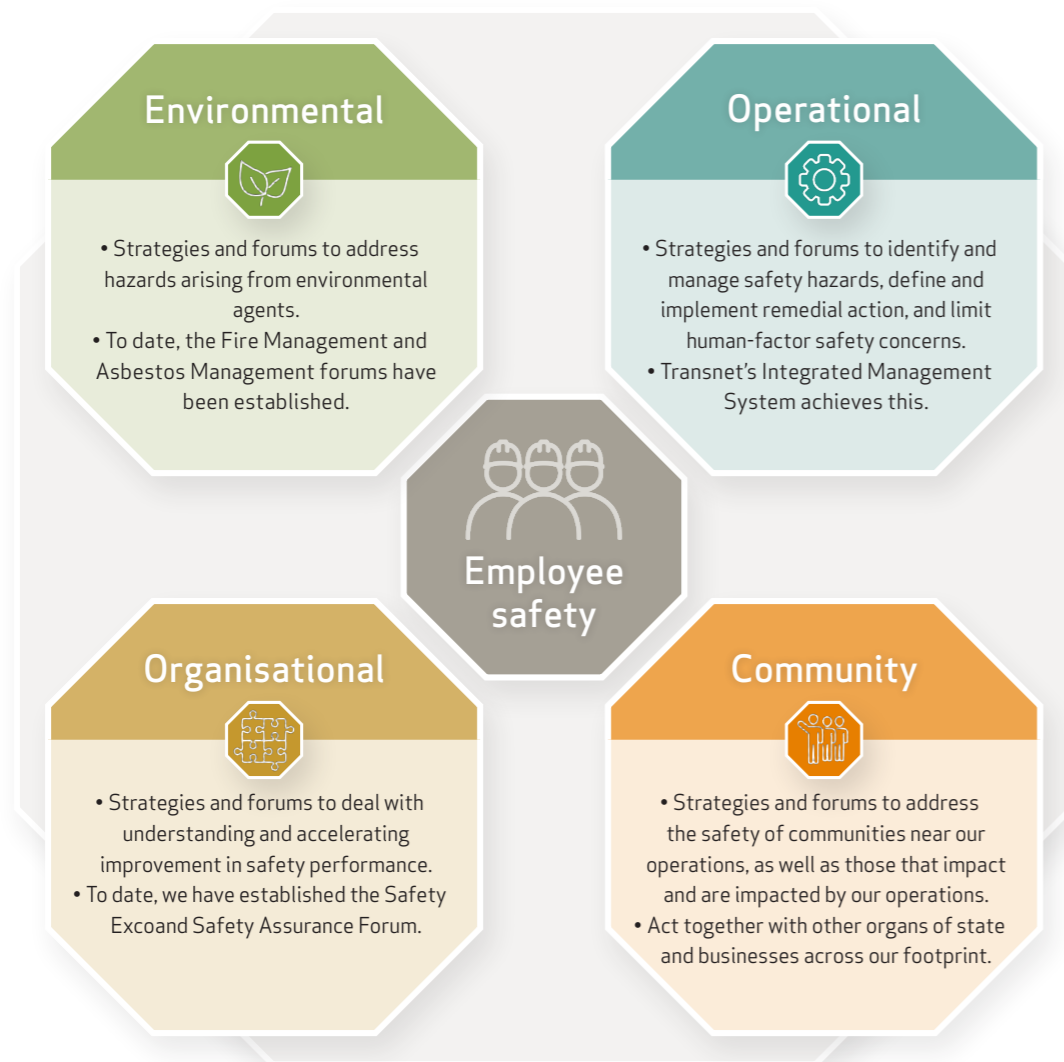 Environmental
• Strategies and forums to address
hazards arising from environmental
agents.
• To date, the Fire Management and
Asbestos Management forums have
been established.
Operational
• Strategies and forums to identify and
manage safety hazards, define and
implement remedial action, and limit
human-factor safety concerns.
• Transnet's Integrated Management
System achieves this.
Employee
safety
Organisational
• Strategies and forums to deal with
understanding and accelerating
improvement in safety performance.
• To date, we have established the Safety
Excoand Safety Assurance Forum.
Community
• Strategies and forums to address
the safety of communities near our
operations, as well as those that impact
and are impacted by our operations.
• Act together with other organs of state
and businesses across our footprint.